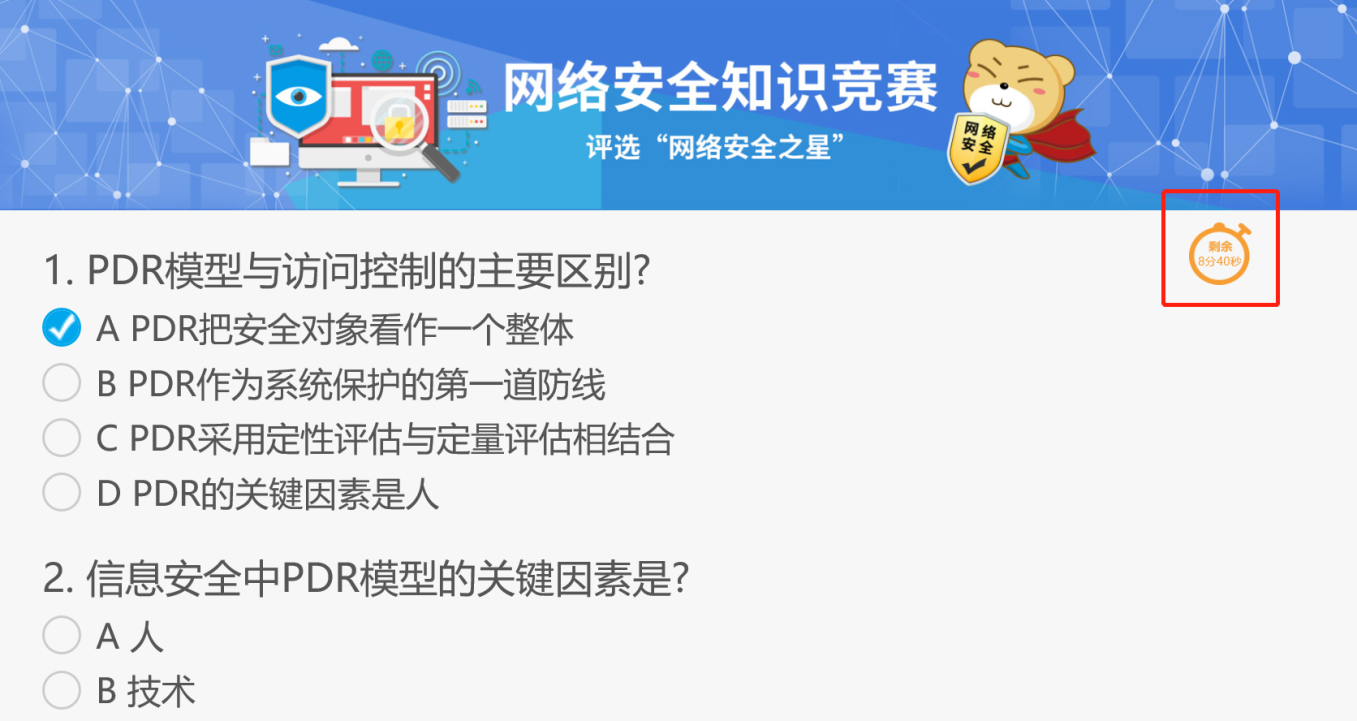 网络安全知识竞赛
评选“网络安全之星”
网络
安全
剩余
8分40秒
1. PDR模型与访问控制的主要区别?
A PDR把安全对象看作一个整体
B PDR作为系统保护的第一道防线
C PDR采用定性评估与定量评估相结合
D PDR的关键因素是人
2. 信息安全中PDR模型的关键因素是?
A 人
B 技术